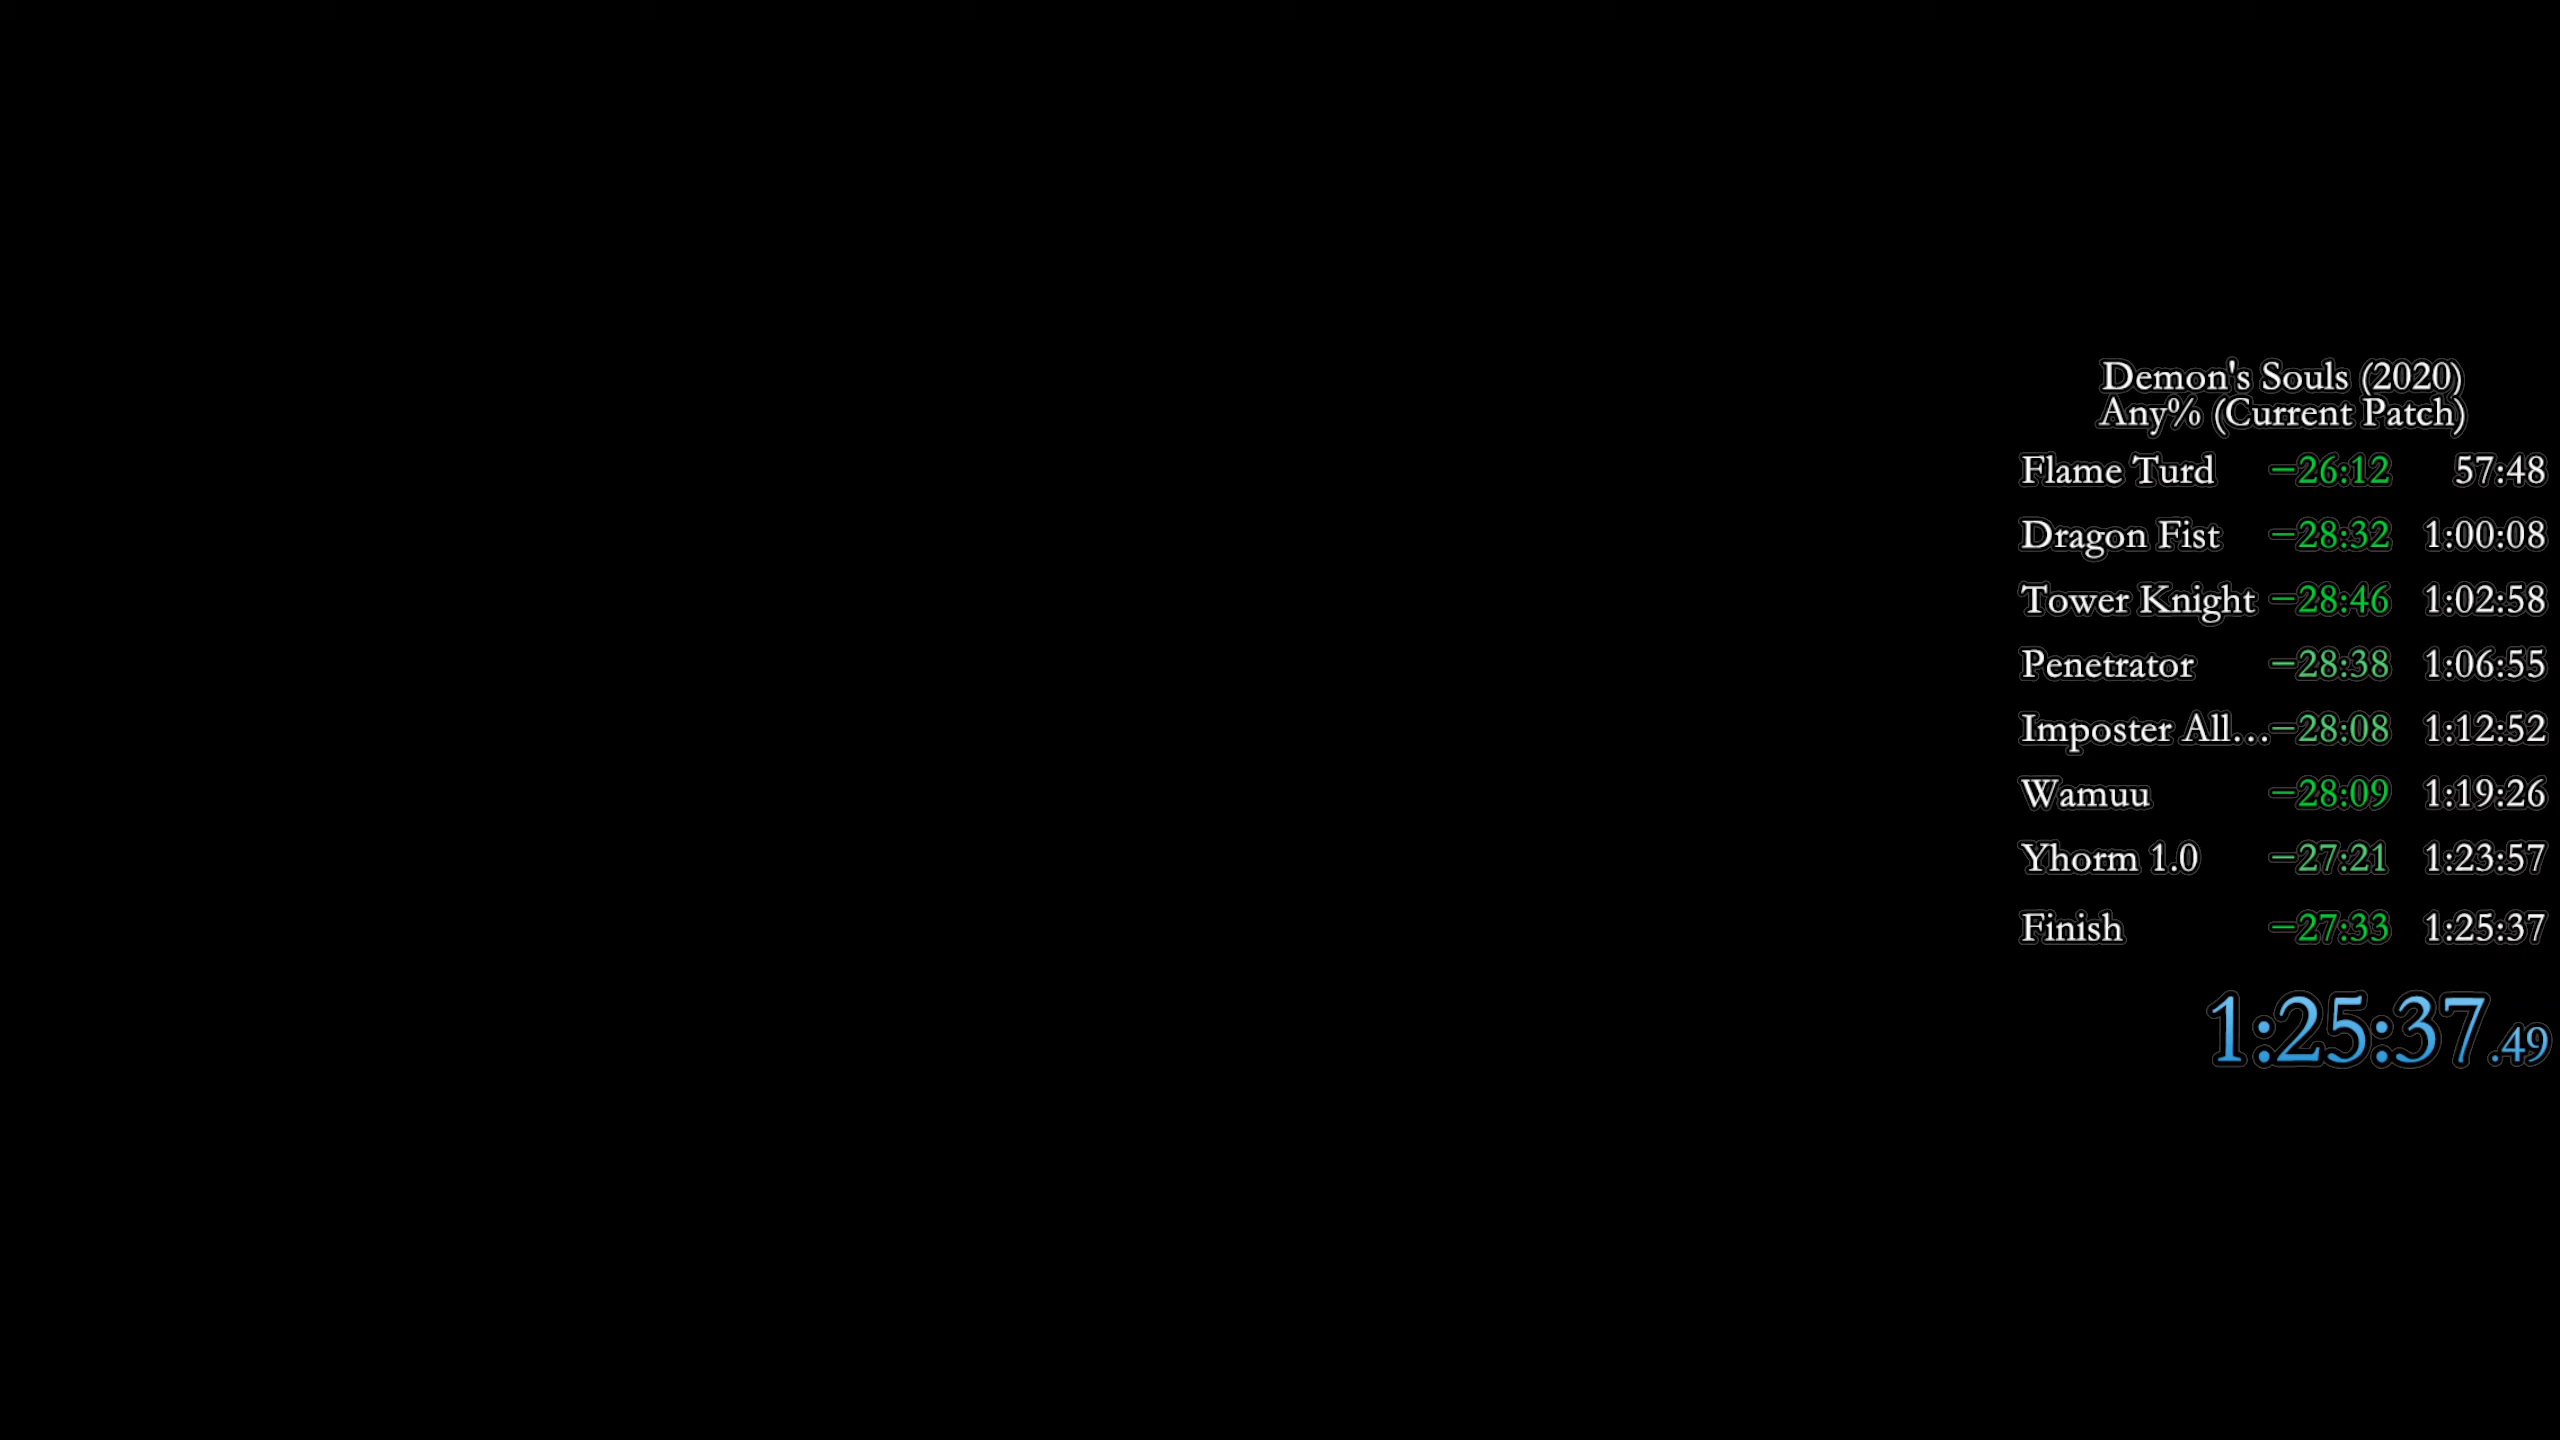 Demon's Souls (2020)
Any% (Current Patch)
Flame Turd −26:12 57:48
Dragon Fist −28:32 1:00:08
Tower Knight −28:46 1:02:58
Penetrator −28:38 1:06:55
Imposter All... −28:08 1:12:52
Wamuu −28:09 1:19:26
Yhorm 1.0 −27:21 1:23:57
Finish −27:33 1:25:37
1:25:37.49